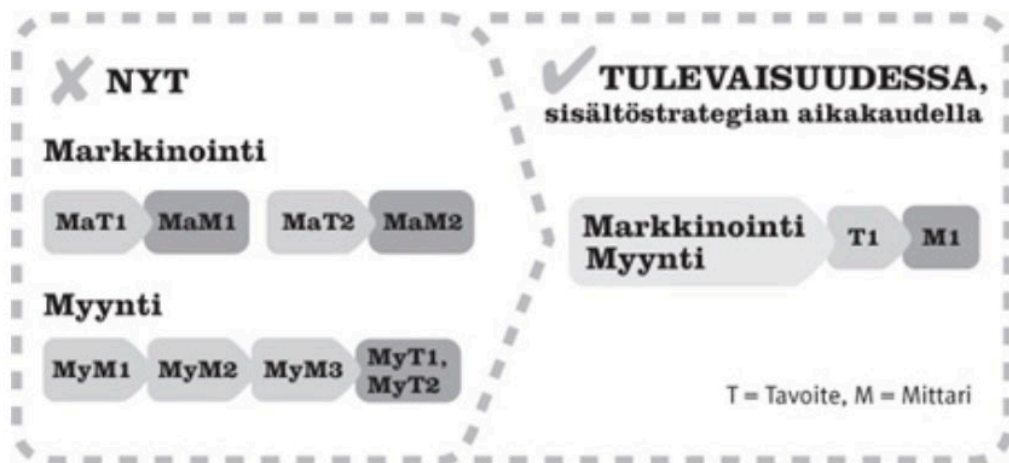 NYT
Markkinointi
MaT1 MaM1 MaT2 MaM2
Myynti
MyM1 MyM2 MyM3 MyT1,
MyT2
TULEVAISUUDESSA,
sisältöstrategian aikakaudella
Markkinointi
Myynti
T1 M1
T = Tavoite, M = Mittari